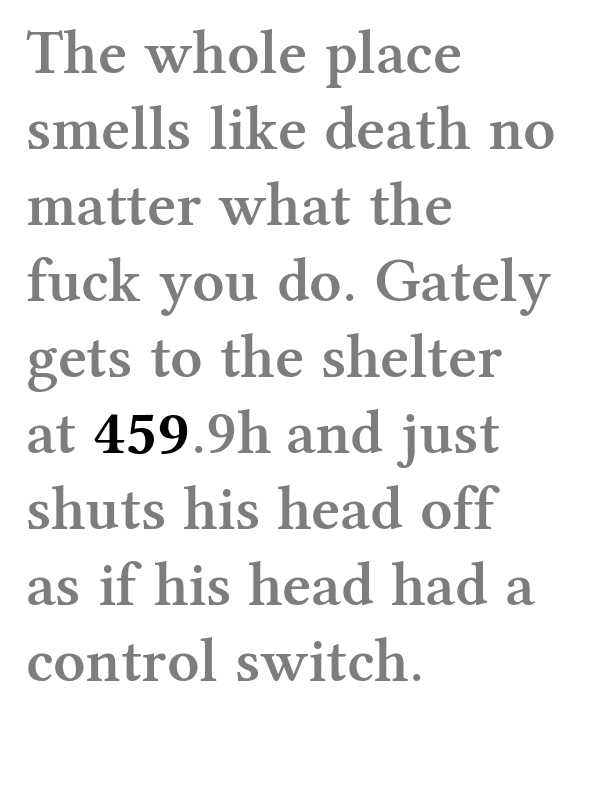 The whole place
smells like death no
matter what the
fuck you do. Gately
gets to the shelter
at 459.9h and just
shuts his head off
as if his head had a
control switch.